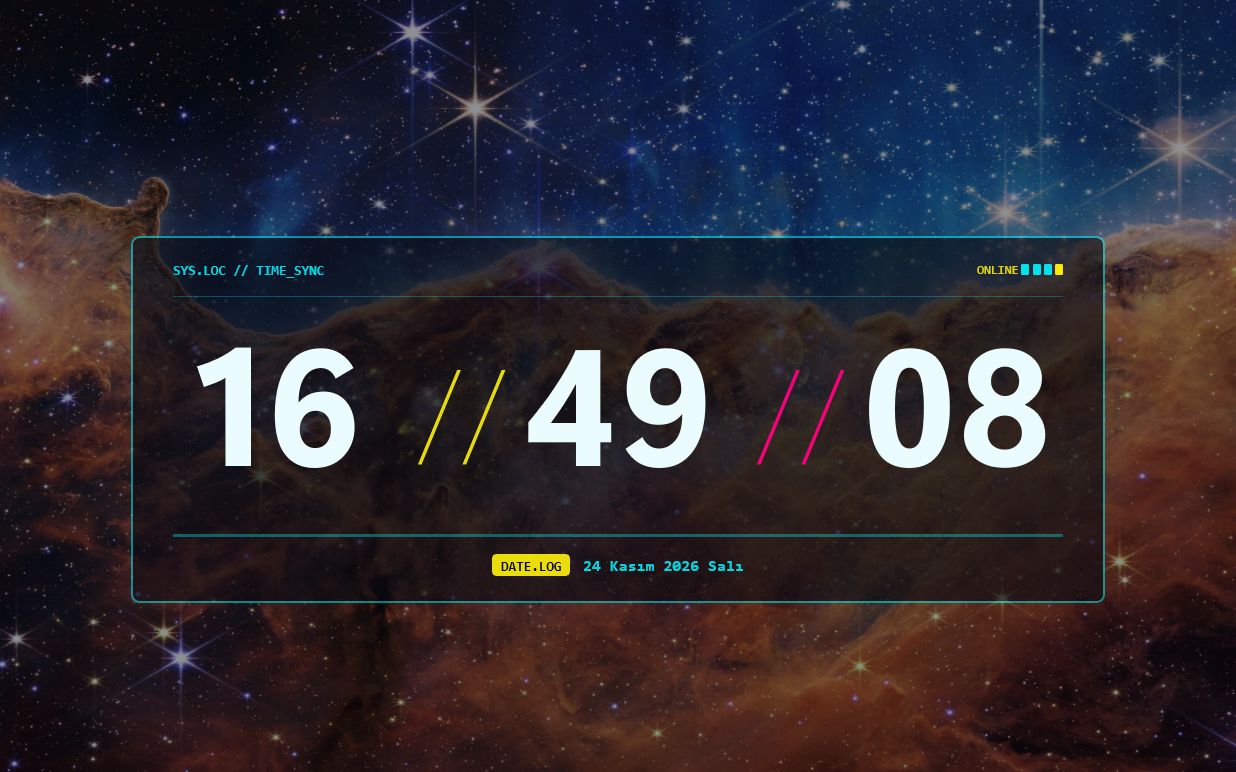 SYS.LOC // TIME_SYNC
ONLINE
16 // 49 // 08
DATE.LOG 24 Kasım 2026 Salı